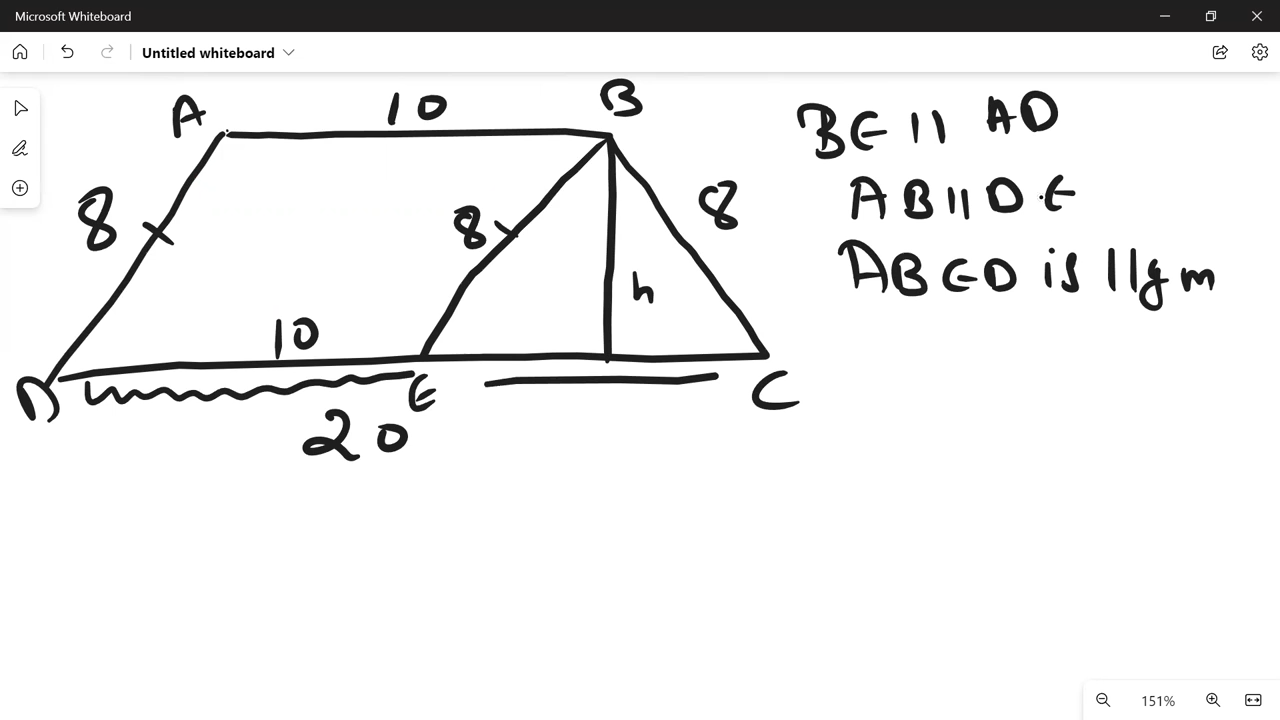 Microsoft Whiteboard
Untitled whiteboard
A 10 B
8 8 8
h
10
D E C
20
BE || AD
AB || DE
ABED is ||gm
151%